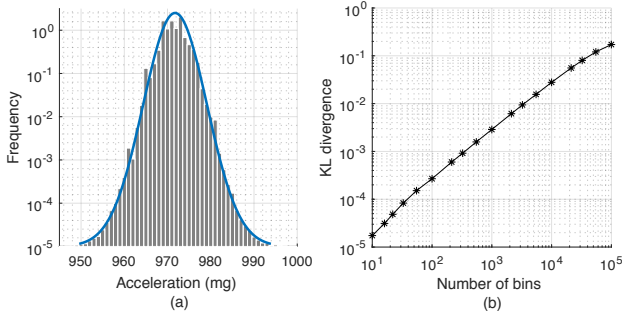 10^0
10^-1
10^-2
10^-3
10^-4
10^-5
Frequency
950 960 970 980 990 1000
Acceleration (mg)
(a)
10^0
10^-1
10^-2
10^-3
10^-4
10^-5
KL divergence
10^1 10^2 10^3 10^4 10^5
Number of bins
(b)